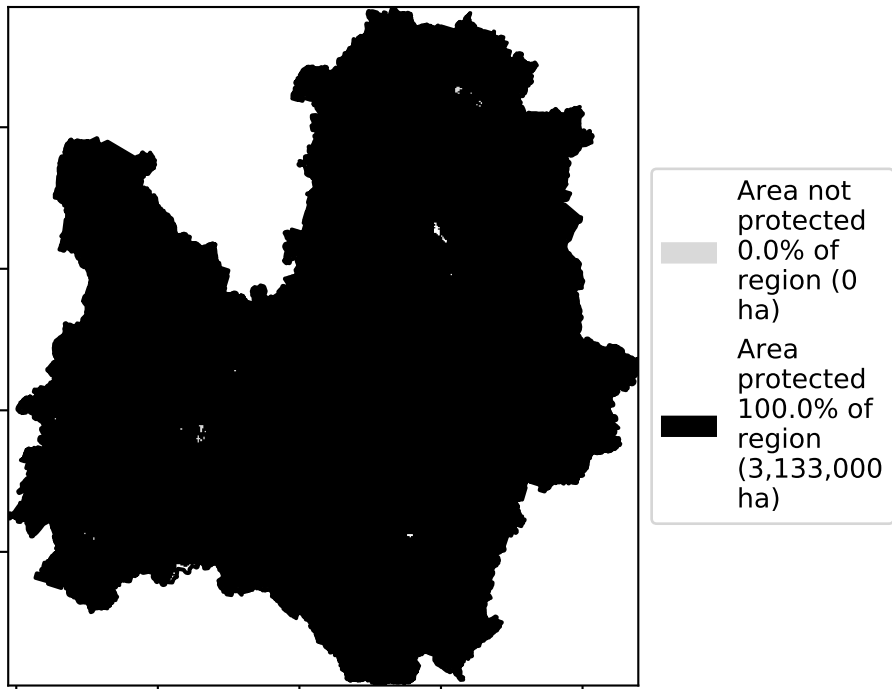 Area not
protected
0.0% of
region (0
ha)
Area
protected
100.0% of
region
(3,133,000
ha)